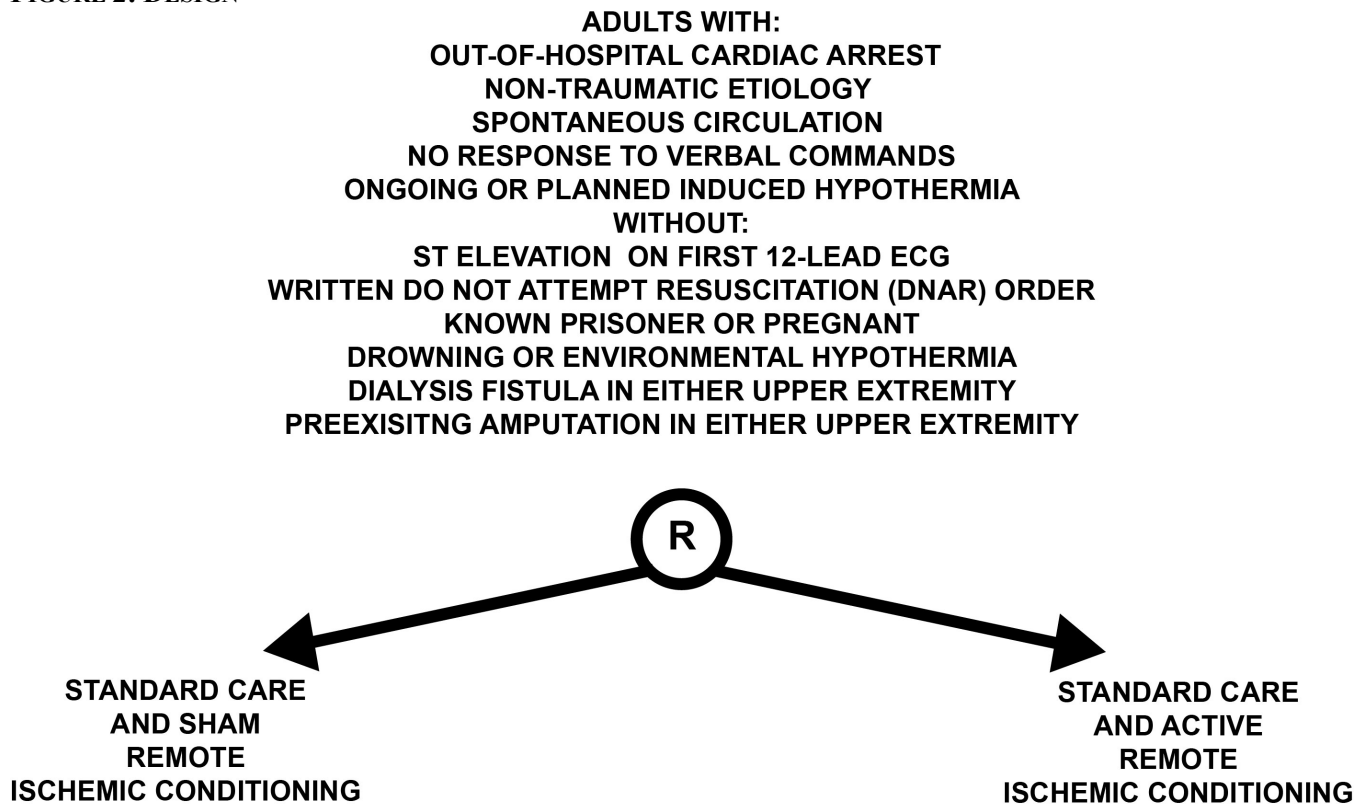 FIGURE 2: DESIGN
ADULTS WITH:
OUT-OF-HOSPITAL CARDIAC ARREST
NON-TRAUMATIC ETIOLOGY
SPONTANEOUS CIRCULATION
NO RESPONSE TO VERBAL COMMANDS
ONGOING OR PLANNED INDUCED HYPOTHERMIA
WITHOUT:
ST ELEVATION ON FIRST 12-LEAD ECG
WRITTEN DO NOT ATTEMPT RESUSCITATION (DNAR) ORDER
KNOWN PRISONER OR PREGNANT
DROWNING OR ENVIRONMENTAL HYPOTHERMIA
DIALYSIS FISTULA IN EITHER UPPER EXTREMITY
PREEXISITNG AMPUTATION IN EITHER UPPER EXTREMITY
R
STANDARD CARE
AND SHAM
REMOTE
ISCHEMIC CONDITIONING
STANDARD CARE
AND ACTIVE
REMOTE
ISCHEMIC CONDITIONING